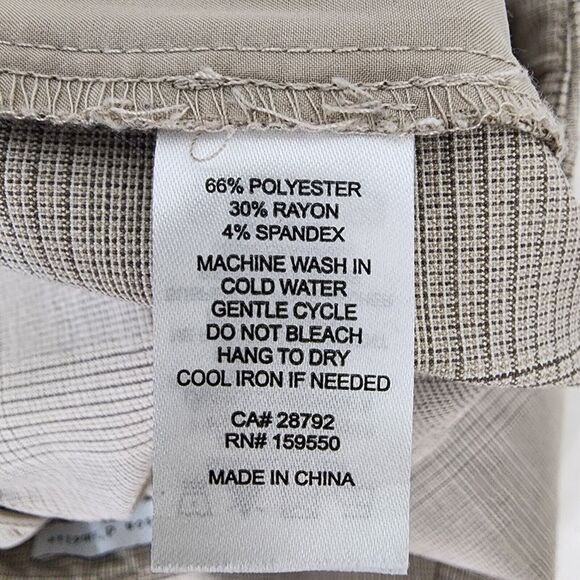 66% POLYESTER
30% RAYON
4% SPANDEX
MACHINE WASH IN
COLD WATER
GENTLE CYCLE
DO NOT BLEACH
HANG TO DRY
COOL IRON IF NEEDED
CA# 28792
RN# 159550
MADE IN CHINA